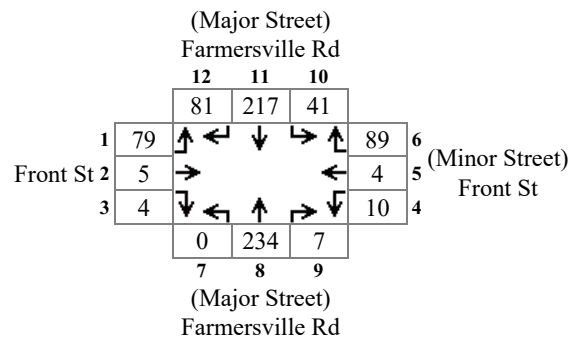 (Major Street)
Farmersville Rd
12 11 10
81 217 41
1 79 89 6
Front St 2 5 4 5 (Minor Street)
3 4 10 4 Front St
0 234 7
7 8 9
(Major Street)
Farmersville Rd